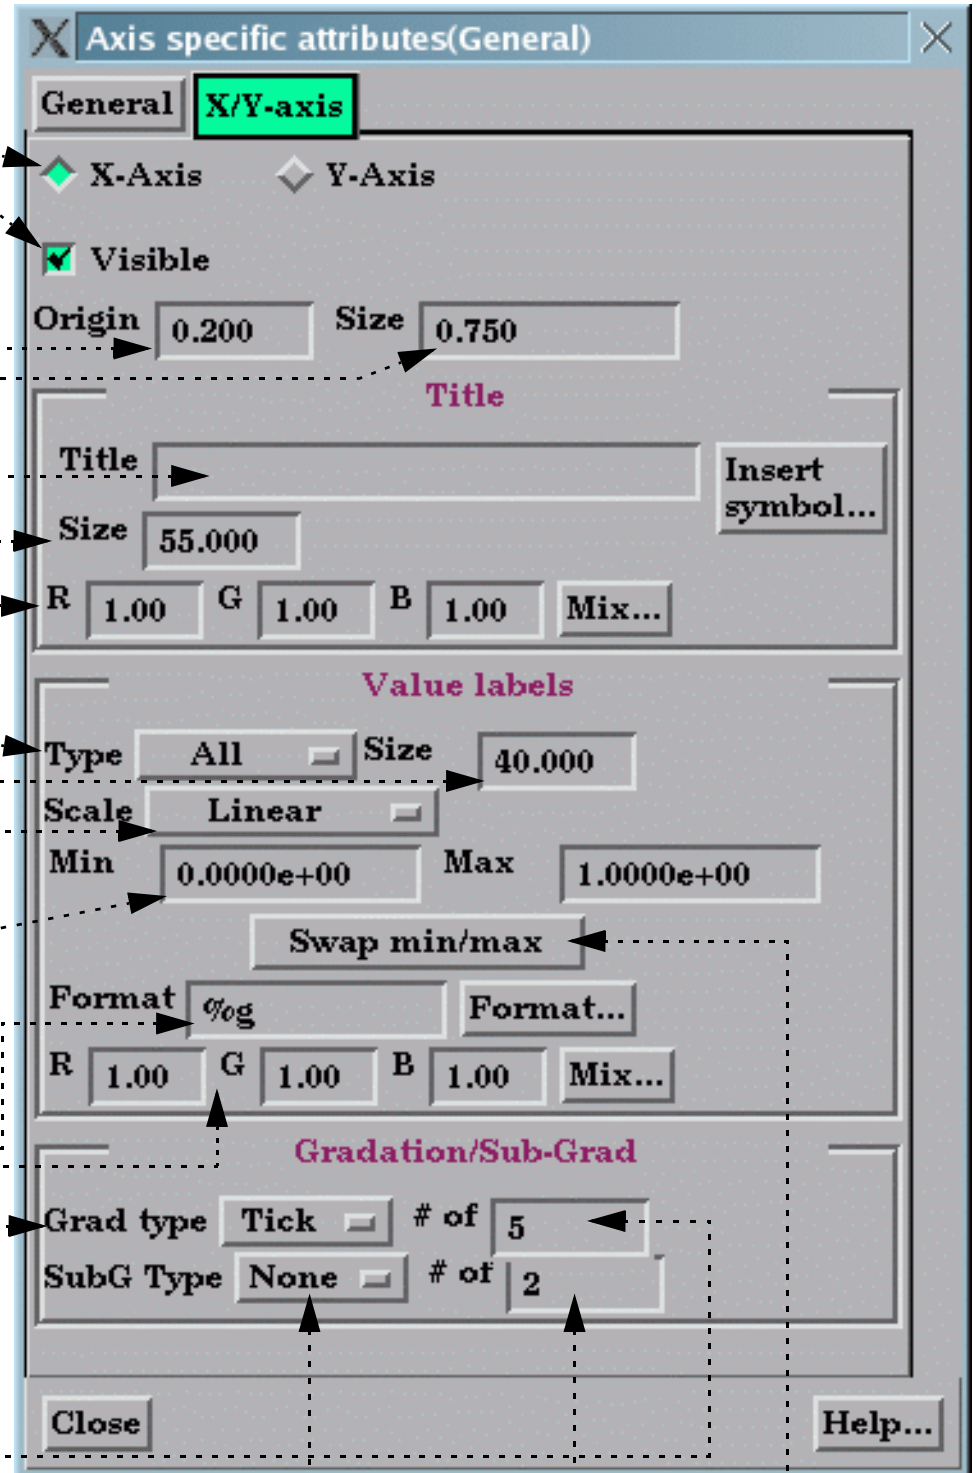 Axis specific attributes(General)
General X/Y-axis
X-Axis Y-Axis
Visible
Origin 0.200 Size 0.750
Title
Title Insert symbol...
Size 55.000
R 1.00 G 1.00 B 1.00 Mix...
Value labels
Type All Size 40.000
Scale Linear
Min 0.0000e+00 Max 1.0000e+00
Swap min/max
Format %g Format...
R 1.00 G 1.00 B 1.00 Mix...
Gradation/Sub-Grad
Grad type Tick # of 5
SubG Type None # of 2
Close Help...